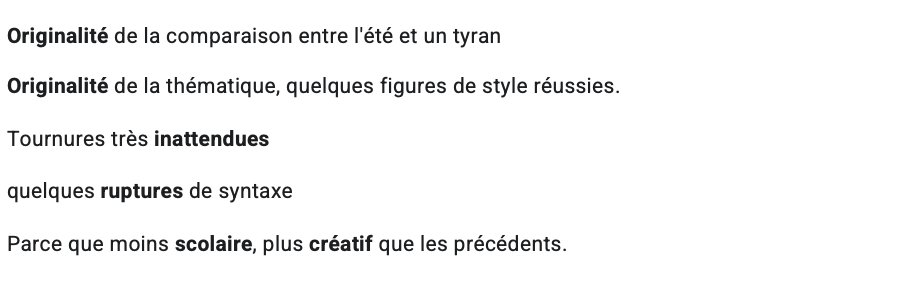 Originalité de la comparaison entre l'été et un tyran
Originalité de la thématique, quelques figures de style réussies.
Tournures très inattendues
quelques ruptures de syntaxe
Parce que moins scolaire, plus créatif que les précédents.